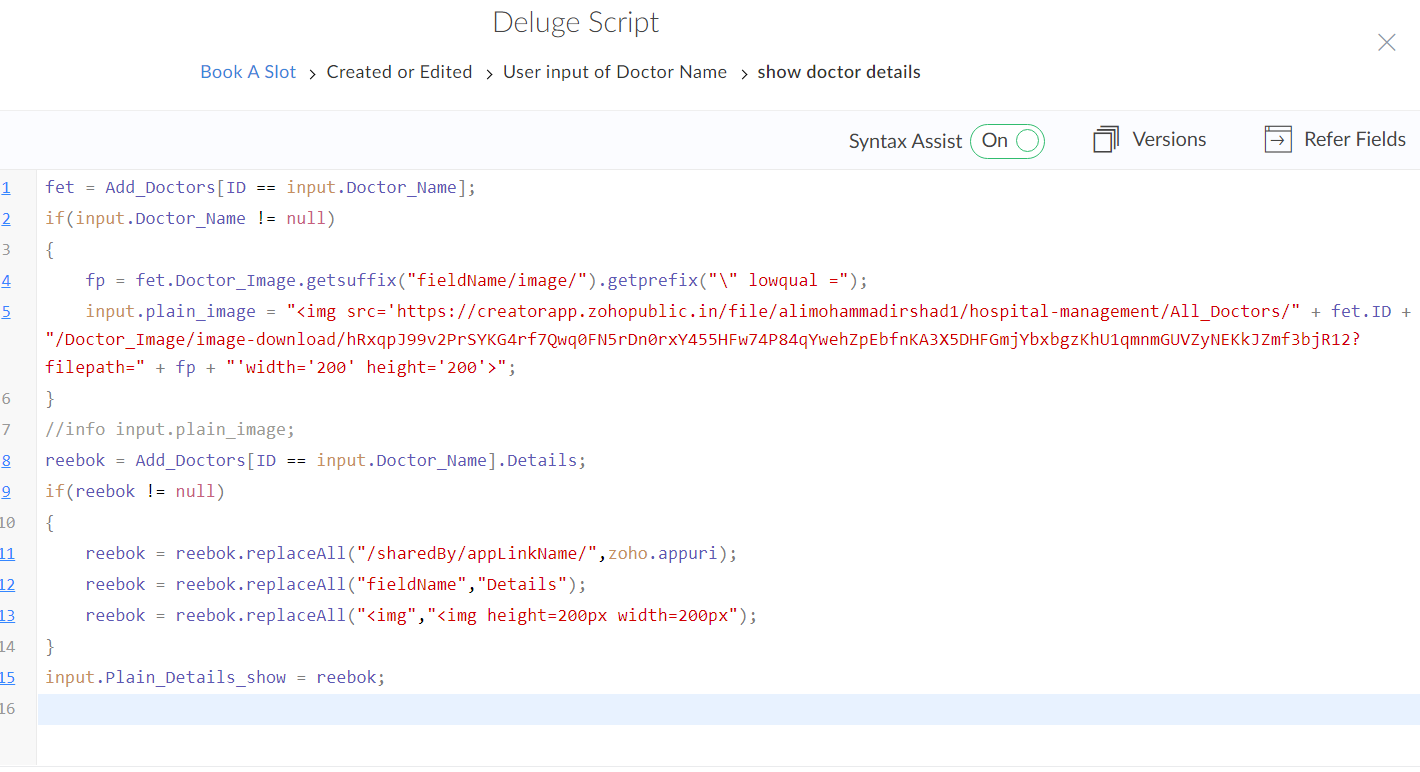 Deluge Script
Book A Slot > Created or Edited > User input of Doctor Name > show doctor details
Syntax Assist On Versions Refer Fields
1 fet = Add_Doctors[ID == input.Doctor_Name];
2 if(input.Doctor_Name != null)
3 {
4 fp = fet.Doctor_Image.getsuffix("fieldName/image/").getprefix("\" lowqual =");
5 input.plain_image = "<img src='https://creatorapp.zohopublic.in/file/alimohammadirshad1/hospital-management/All_Doctors/" + fet.ID +
"/Doctor_Image/image-download/hRxqpJ99v2PrSYKG4rf7Qwq0FN5rDn0rxY455HFw74P84qYwehZpEbfnKA3X5DHFGmjYbxbgzKhU1qmnmGUVZyNEKkJZmf3bjR12?
filepath=" + fp + "'width='200' height='200'>";
6 }
7 //info input.plain_image;
8 reebok = Add_Doctors[ID == input.Doctor_Name].Details;
9 if(reebok != null)
10 {
11 reebok = reebok.replaceAll("/sharedBy/appLinkName/",zoho.appuri);
12 reebok = reebok.replaceAll("fieldName","Details");
13 reebok = reebok.replaceAll("<img","<img height=200px width=200px");
14 }
15 input.Plain_Details_show = reebok;
16